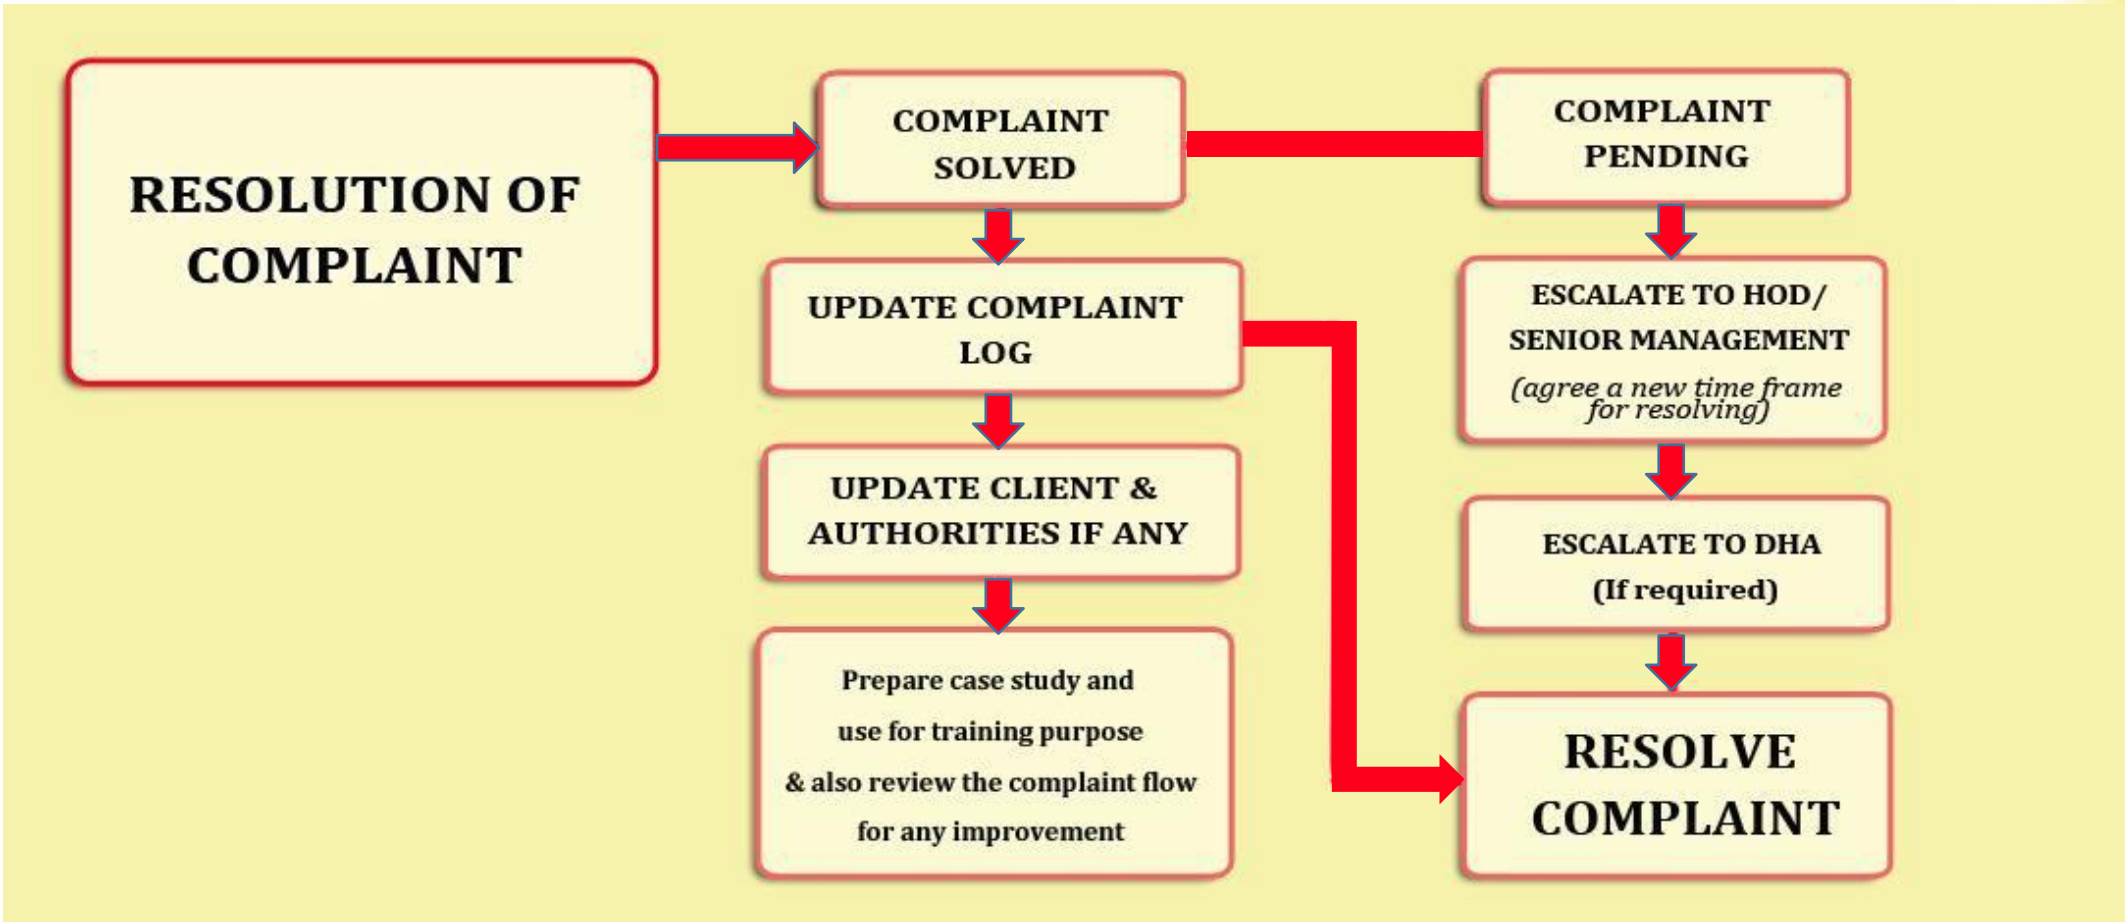 RESOLUTION OF
COMPLAINT
COMPLAINT
SOLVED
UPDATE COMPLAINT
LOG
UPDATE CLIENT &
AUTHORITIES IF ANY
Prepare case study and
use for training purpose
& also review the complaint flow
for any improvement
COMPLAINT
PENDING
ESCALATE TO HOD/
SENIOR MANAGEMENT
(agree a new time frame
for resolving)
ESCALATE TO DHA
(If required)
RESOLVE
COMPLAINT